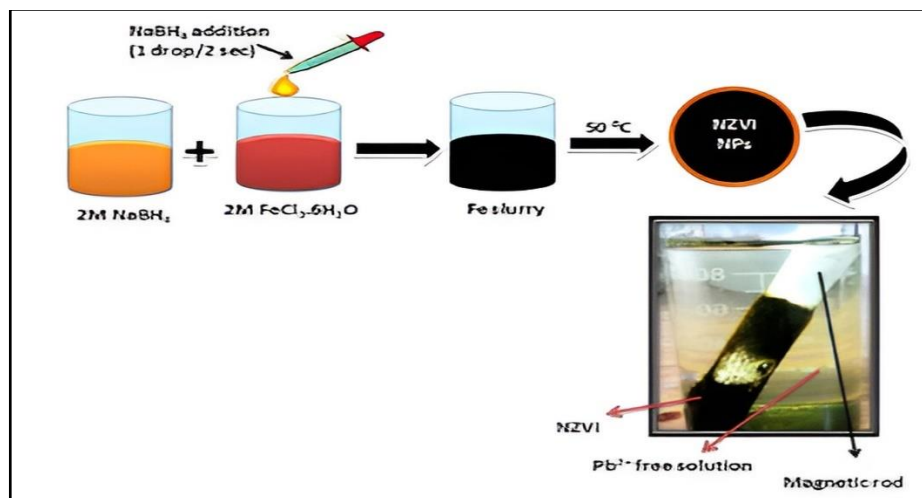 NaBH₄ addition
(1 drop/2 sec)
2M NaBH₄
2M FeCl₃.6H₂O
Fe slurry
50 °C
NZVI
NPs
NZVI
Pb²⁺ free solution
Magnetic rod